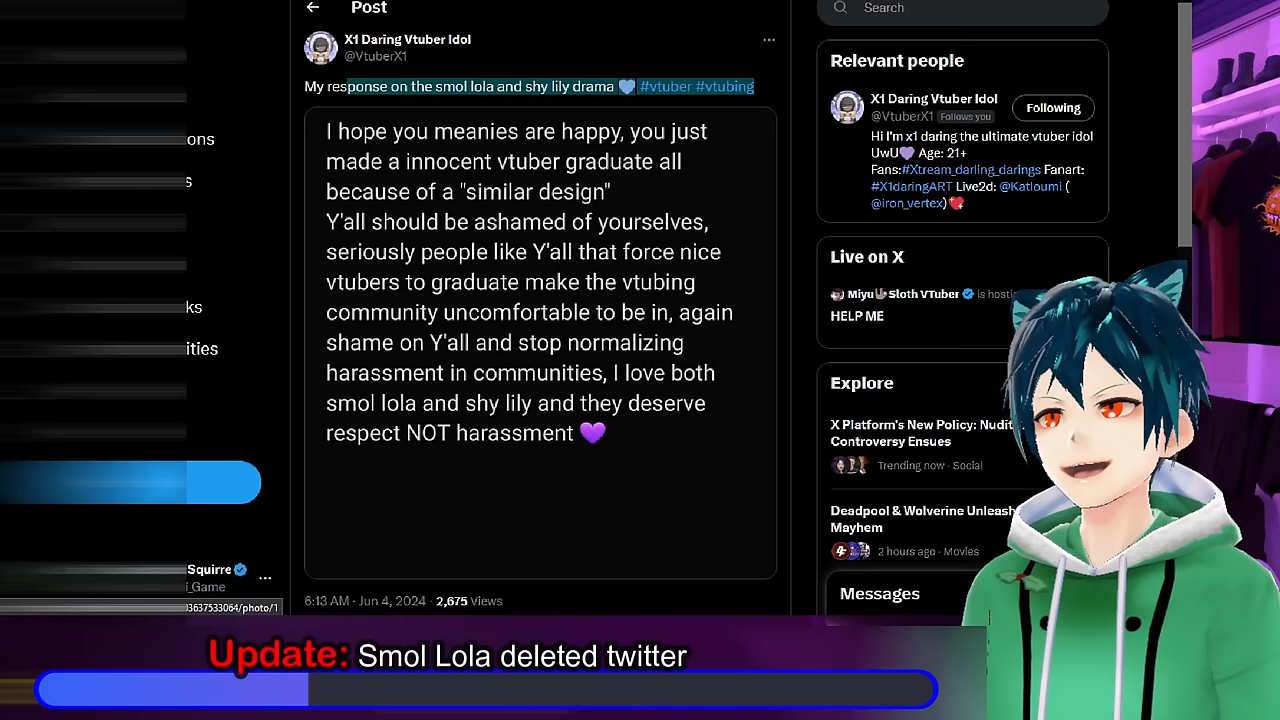 Post
Search
X1 Daring Vtuber Idol
@VtuberX1
My response on the smol lola and shy lily drama 💙 #vtuber #vtubing
I hope you meanies are happy, you just
made a innocent vtuber graduate all
because of a "similar design"
Y'all should be ashamed of yourselves,
seriously people like Y'all that force nice
vtubers to graduate make the vtubing
community uncomfortable to be in, again
shame on Y'all and stop normalizing
harassment in communities, I love both
smol lola and shy lily and they deserve
respect NOT harassment 💜
6:13 AM · Jun 4, 2024 · 2,675 Views
ons
s
ks
ities
Squirre
i_Game
3637533064/photo/1
Relevant people
X1 Daring Vtuber Idol
Following
@VtuberX1 Follows you
Hi I'm x1 daring the ultimate vtuber idol
UwU💜 Age: 21+
Fans:#Xtream_darling_darings Fanart:
#X1daringART Live2d: @Katloumi (
@iron_vertex)💖
Live on X
Miyu🦥Sloth VTuber is hosti
HELP ME
Explore
X Platform's New Policy: Nudit
Controversy Ensues
Trending now · Social
Deadpool & Wolverine Unleash
Mayhem
2 hours ago · Movies
Messages
Update: Smol Lola deleted twitter